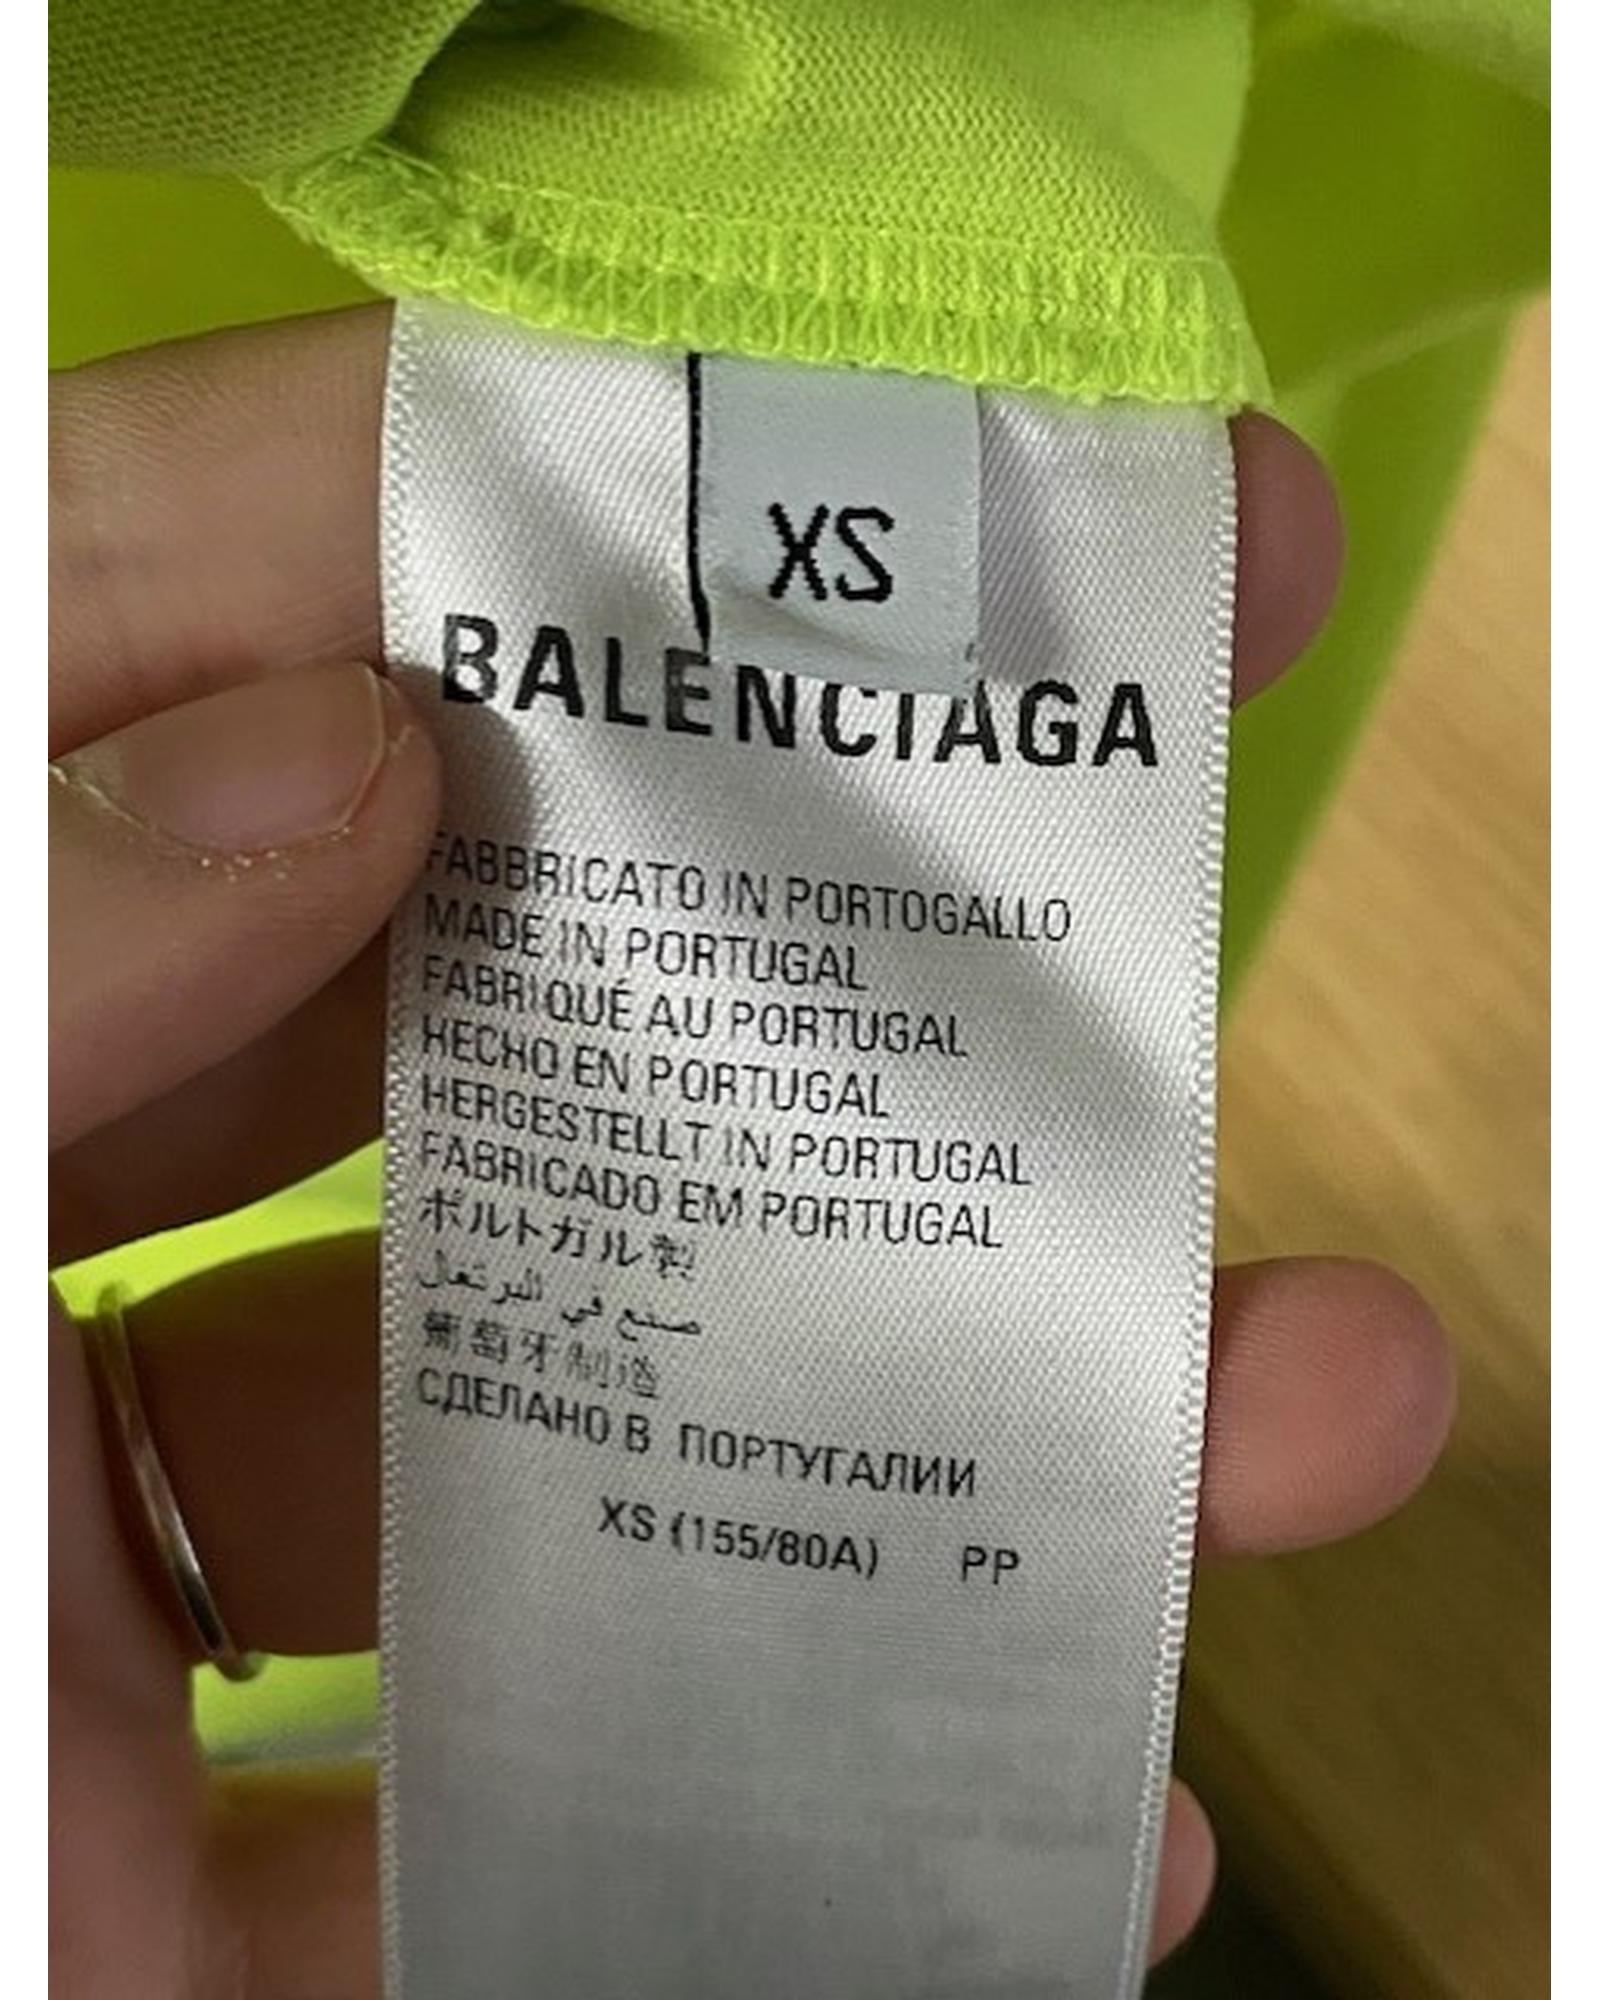 XS
BALENCIAGA
FABBRICATO IN PORTOGALLO
MADE IN PORTUGAL
FABRIQUÉ AU PORTUGAL
HECHO EN PORTUGAL
HERGESTELLT IN PORTUGAL
FABRICADO EM PORTUGAL
ポルトガル製
صنع في البرتغال
葡萄牙制造
СДЕЛАНО В ПОРТУГАЛИИ
XS (155/80A) PP